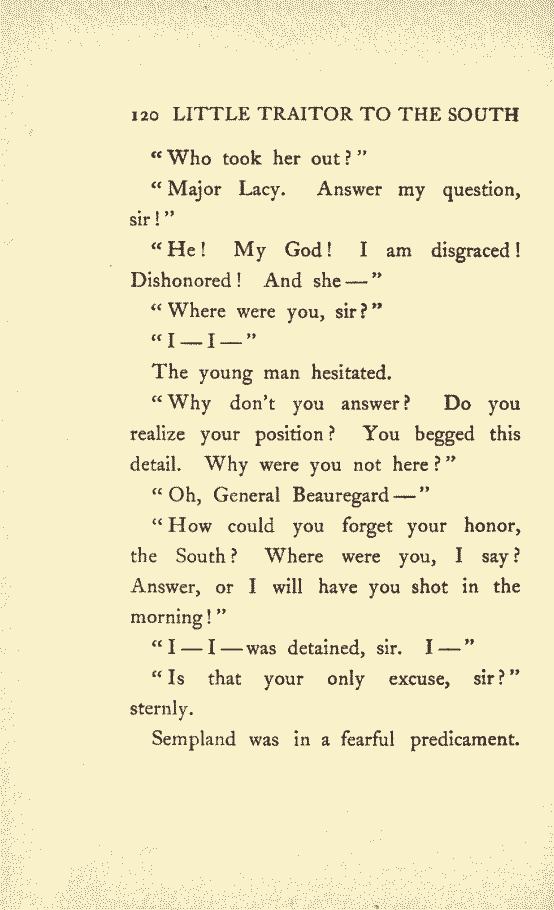 120 LITTLE TRAITOR TO THE SOUTH
"Who took her out?"
"Major Lacy. Answer my question,
sir!"
"He! My God! I am disgraced!
Dishonored! And she—"
"Where were you, sir?"
"I—I—"
The young man hesitated.
"Why don't you answer? Do you
realize your position? You begged this
detail. Why were you not here?"
"Oh, General Beauregard—"
"How could you forget your honor,
the South? Where were you, I say?
Answer, or I will have you shot in the
morning!"
"I—I—was detained, sir. I—"
"Is that your only excuse, sir?"
sternly.
Sempland was in a fearful predicament.